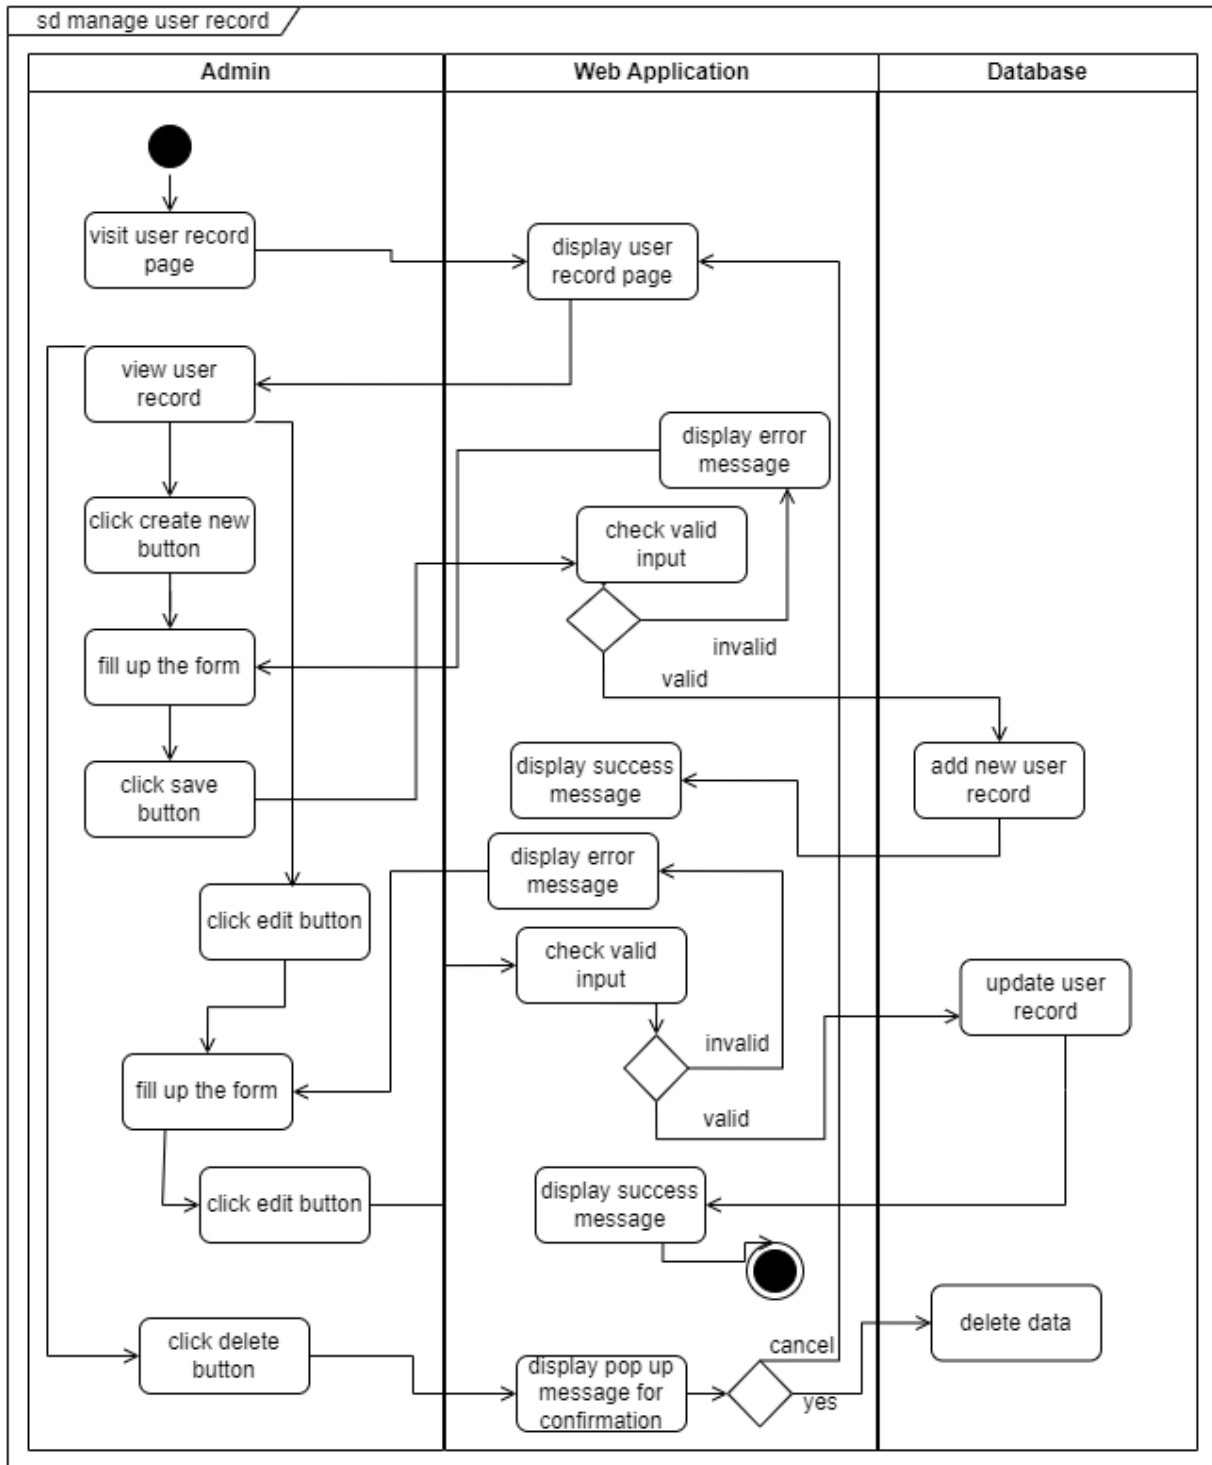 sd manage user record
Admin
Web Application
Database
visit user record
page
display user
record page
view user
record
display error
message
click create new
button
check valid
input
invalid
fill up the form
valid
click save
button
display success
message
add new user
record
display error
message
click edit button
check valid
input
update user
record
invalid
fill up the form
valid
click edit button
display success
message
delete data
click delete
button
cancel
display pop up
message for
confirmation
yes